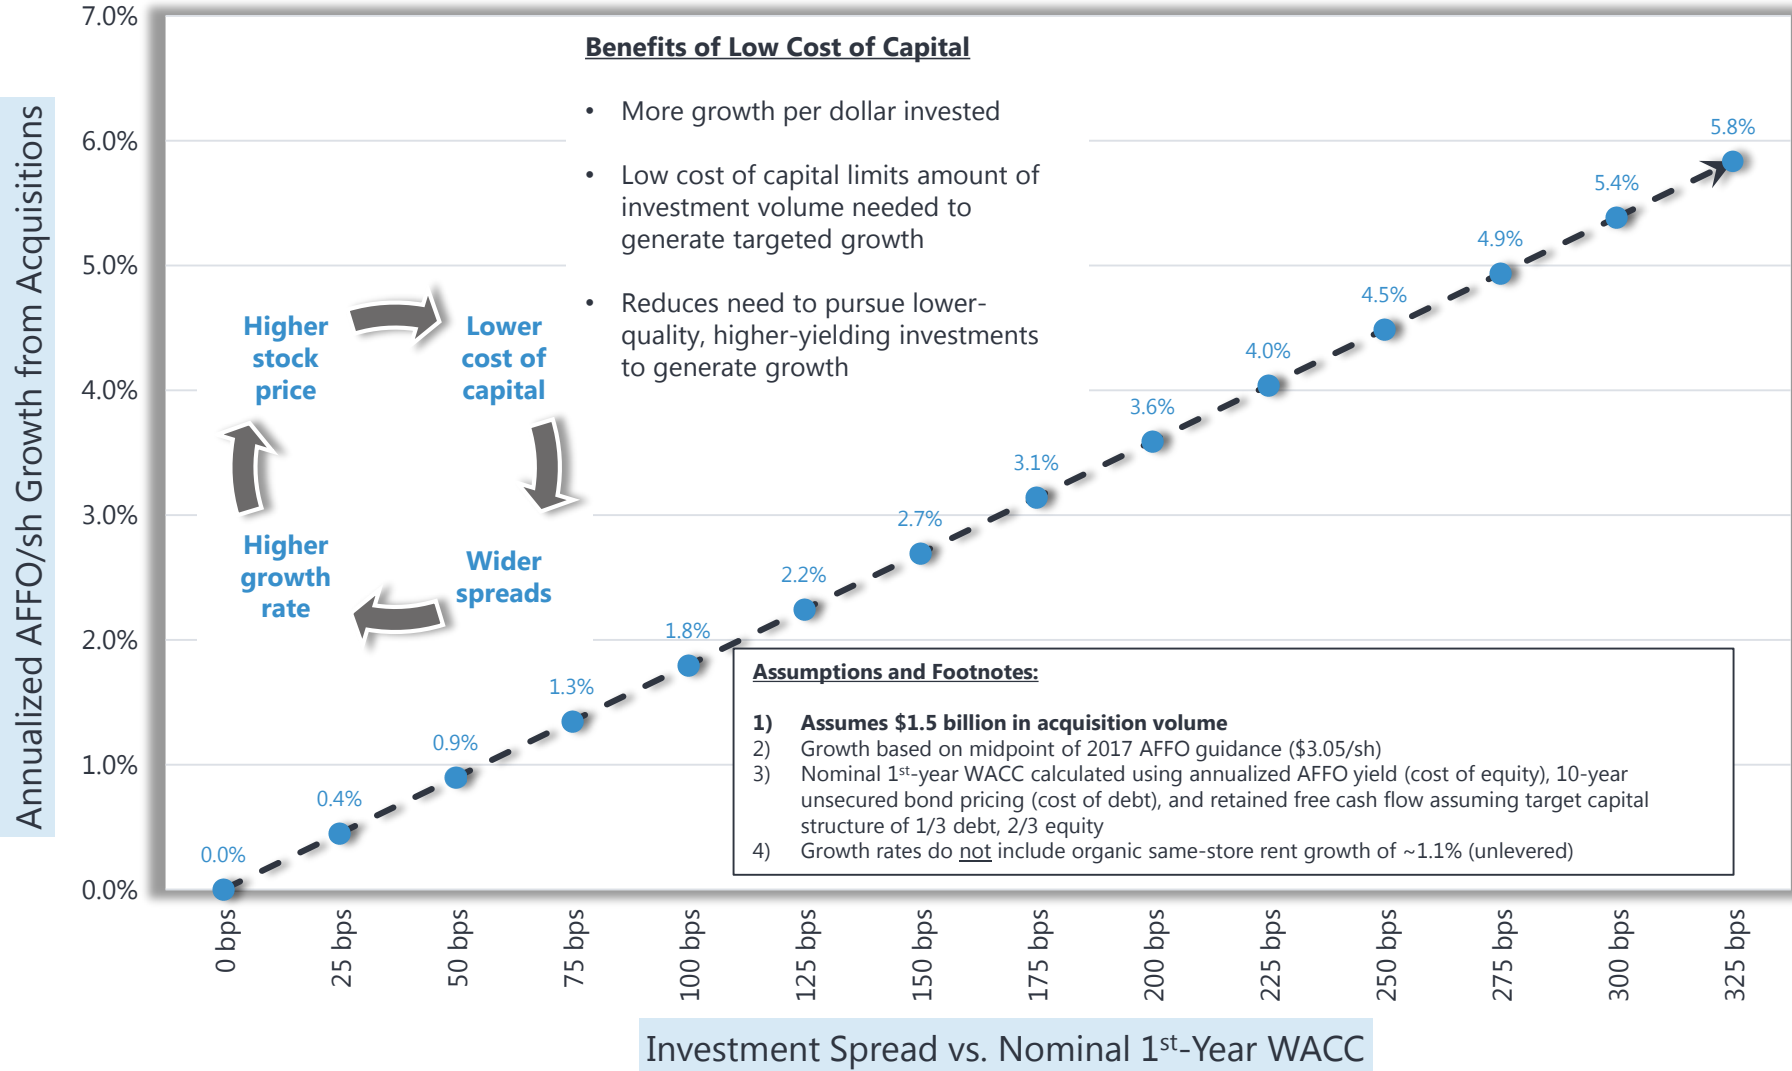 Annualized AFFO/sh Growth from Acquisitions
7.0%
6.0%
5.0%
4.0%
3.0%
2.0%
1.0%
0.0%
Benefits of Low Cost of Capital
• More growth per dollar invested
• Low cost of capital limits amount of
investment volume needed to
generate targeted growth
• Reduces need to pursue lower-
quality, higher-yielding investments
to generate growth
Higher
stock
price
Lower
cost of
capital
Higher
growth
rate
Wider
spreads
0.0%
0.4%
0.9%
1.3%
1.8%
2.2%
2.7%
3.1%
3.6%
4.0%
4.5%
4.9%
5.4%
5.8%
Assumptions and Footnotes:
1) Assumes $1.5 billion in acquisition volume
2) Growth based on midpoint of 2017 AFFO guidance ($3.05/sh)
3) Nominal 1st-year WACC calculated using annualized AFFO yield (cost of equity), 10-year
unsecured bond pricing (cost of debt), and retained free cash flow assuming target capital
structure of 1/3 debt, 2/3 equity
4) Growth rates do not include organic same-store rent growth of ~1.1% (unlevered)
0 bps
25 bps
50 bps
75 bps
100 bps
125 bps
150 bps
175 bps
200 bps
225 bps
250 bps
275 bps
300 bps
325 bps
Investment Spread vs. Nominal 1st-Year WACC